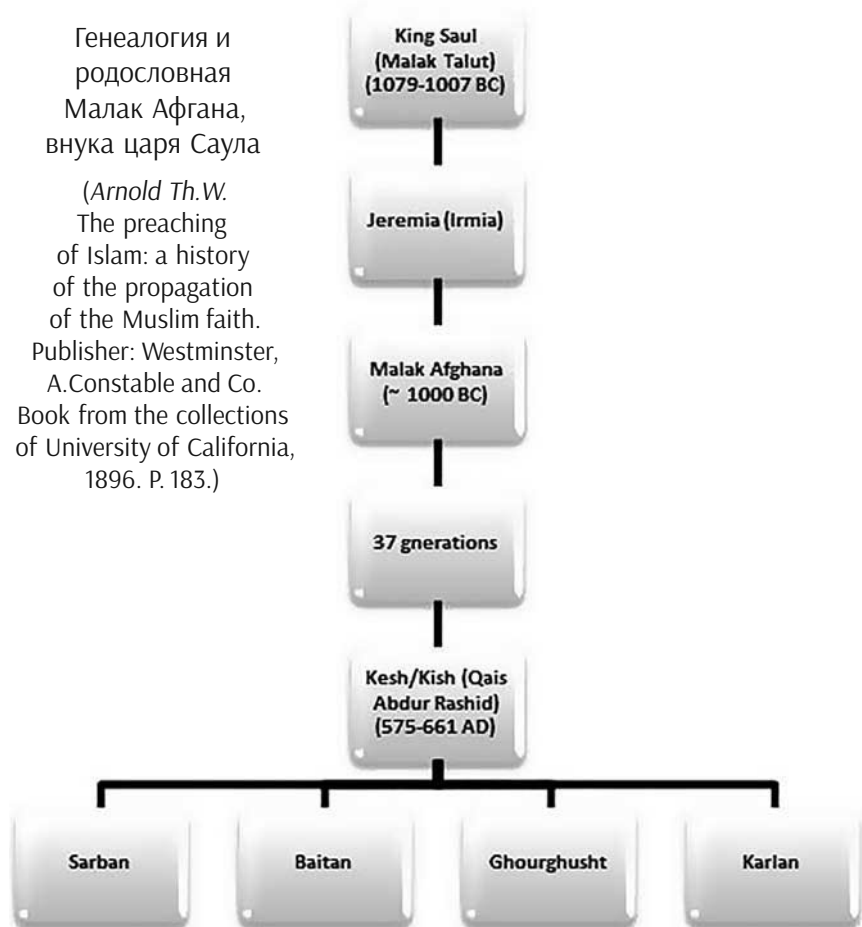 Генеалогия и
родословная
Малак Афгана,
внука царя Саула
(Arnold Th.W.
The preaching
of Islam: a history
of the propagation
of the Muslim faith.
Publisher: Westminster,
A.Constable and Co.
Book from the collections
of University of California,
1896. P. 183.)
King Saul
(Malak Talut)
(1079-1007 BC)
Jeremia (Irmia)
Malak Afghana
(~ 1000 BC)
37 gnerations
Kesh/Kish (Qais
Abdur Rashid)
(575-661 AD)
Sarban
Baitan
Ghourghusht
Karlan